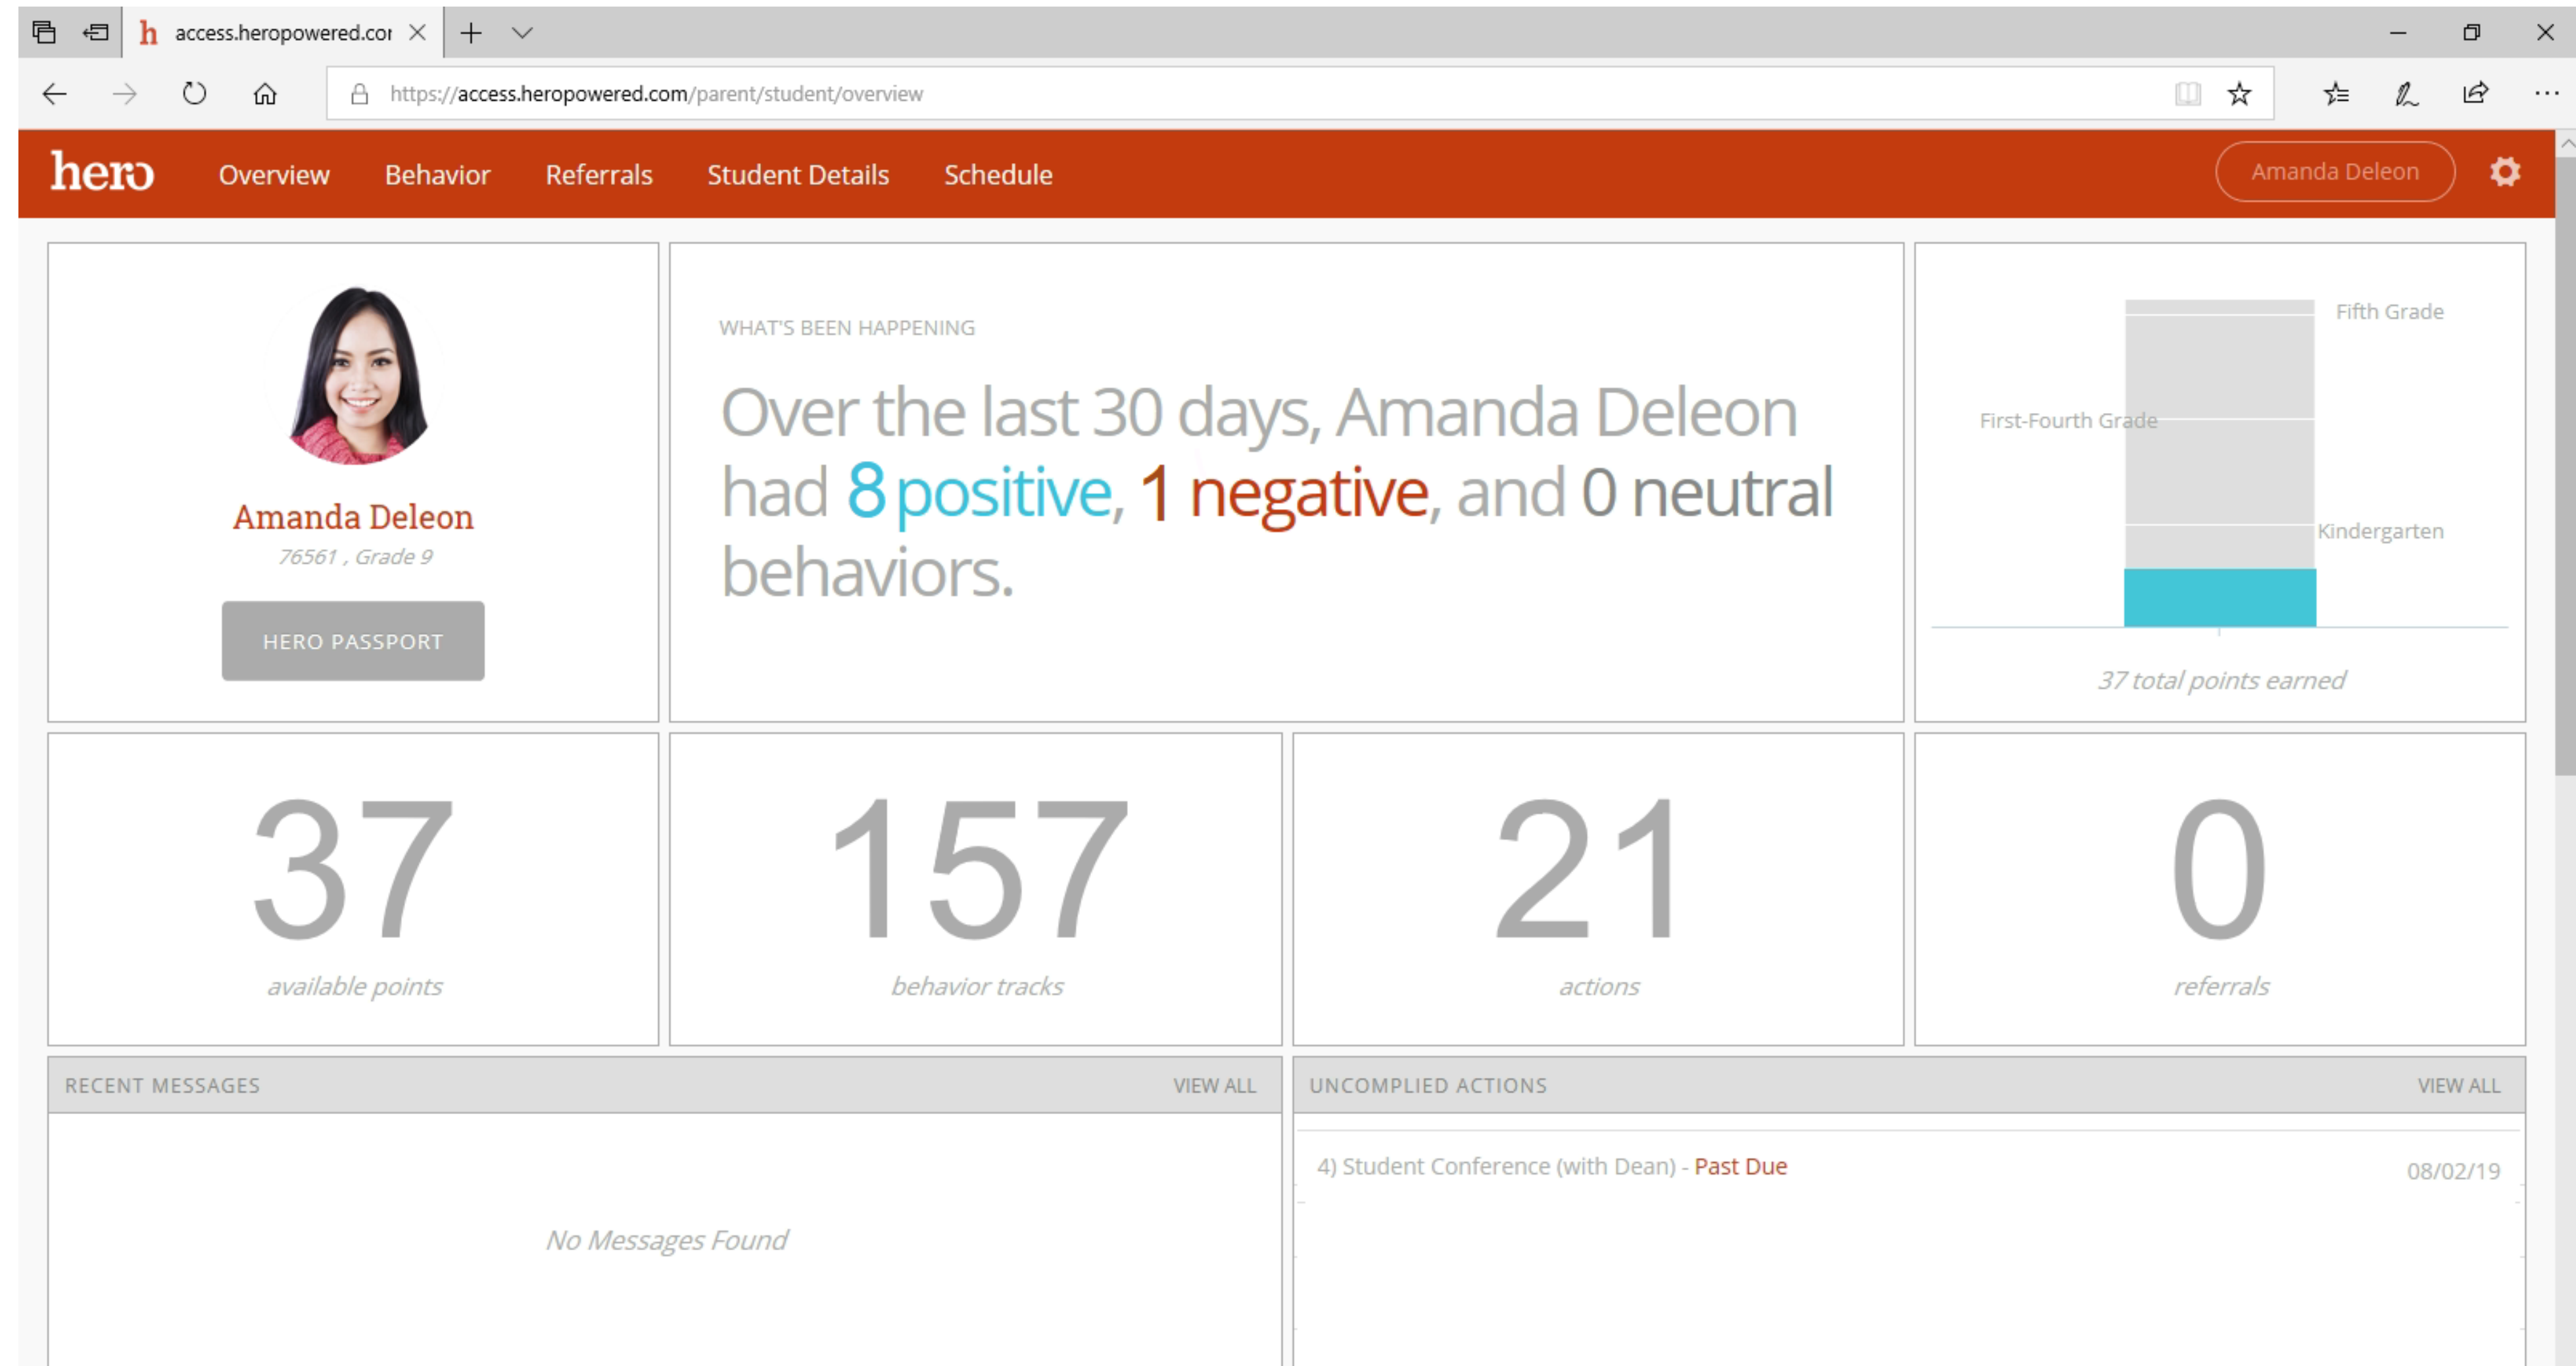 h access.heropowered.cor
https://access.heropowered.com/parent/student/overview
hero Overview Behavior Referrals Student Details Schedule Amanda Deleon
Amanda Deleon
76561 , Grade 9
HERO PASSPORT
WHAT'S BEEN HAPPENING
Over the last 30 days, Amanda Deleon
had 8 positive, 1 negative, and 0 neutral
behaviors.
Fifth Grade
First-Fourth Grade
Kindergarten
37 total points earned
37
available points
157
behavior tracks
21
actions
0
referrals
RECENT MESSAGES VIEW ALL
No Messages Found
UNCOMPLIED ACTIONS VIEW ALL
4) Student Conference (with Dean) - Past Due 08/02/19